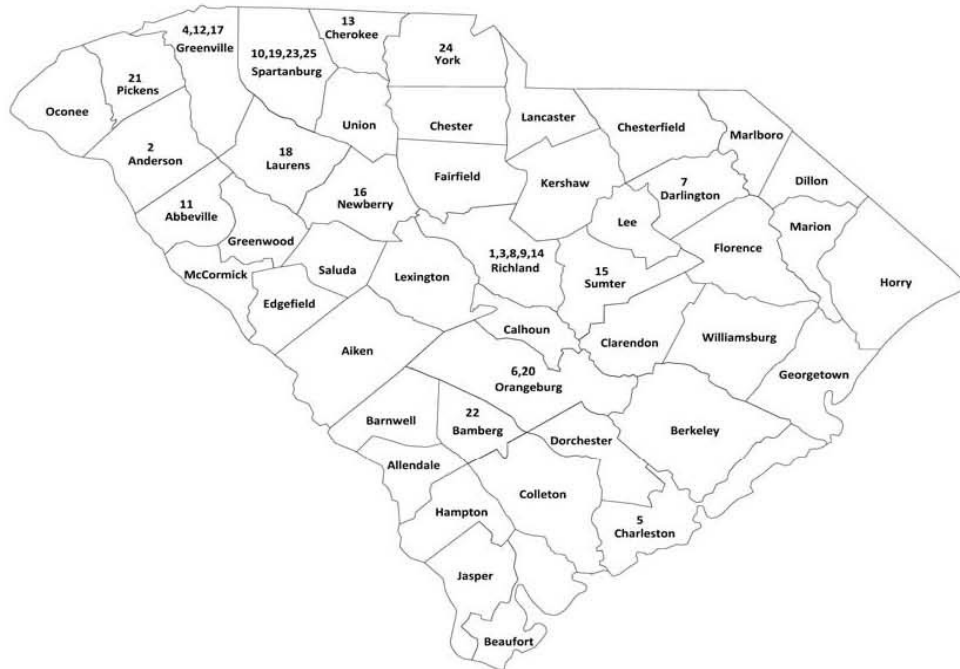 13
Cherokee
4,12,17
Greenville
10,19,23,25
Spartanburg
24
York
21
Pickens
Oconee
Union
Chester
Lancaster
Chesterfield
Marlboro
2
Anderson
18
Laurens
Fairfield
Kershaw
7
Darlington
Dillon
16
Newberry
11
Abbeville
Lee
Marion
Greenwood
Florence
McCormick
Saluda
Lexington
1,3,8,9,14
Richland
15
Sumter
Horry
Edgefield
Calhoun
Clarendon
Williamsburg
Aiken
Georgetown
6,20
Orangeburg
Barnwell
22
Bamberg
Dorchester
Berkeley
Allendale
Colleton
Hampton
5
Charleston
Jasper
Beaufort